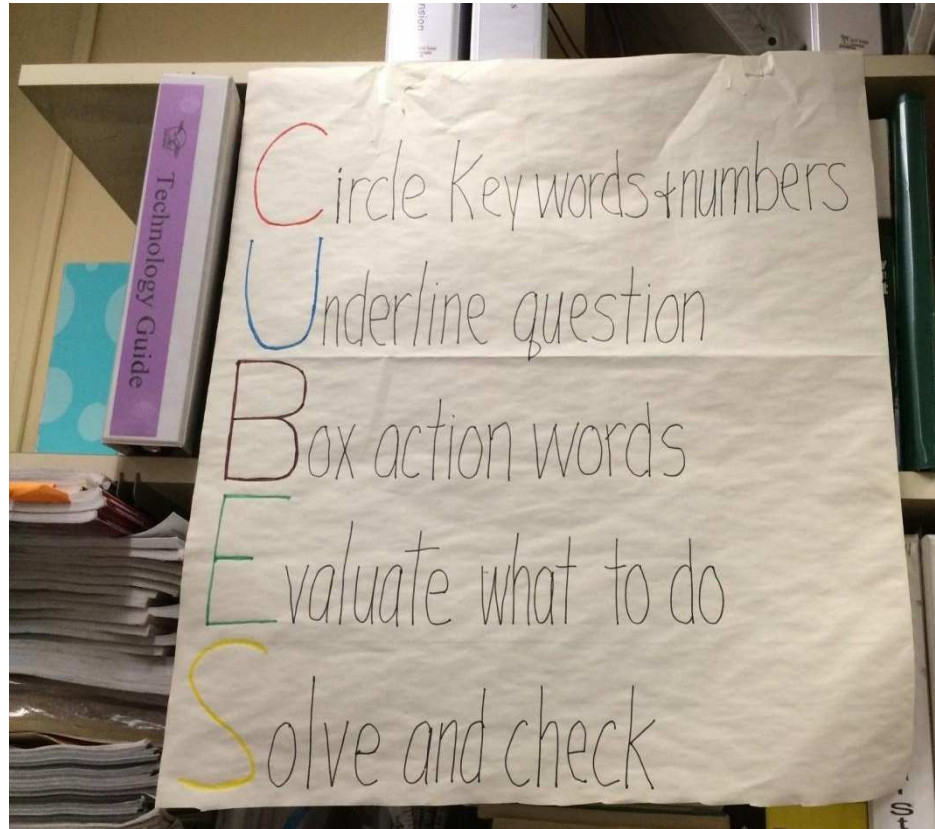 Technology Guide
Circle Key words & numbers
Underline question
Box action words
Evaluate what to do
Solve and check